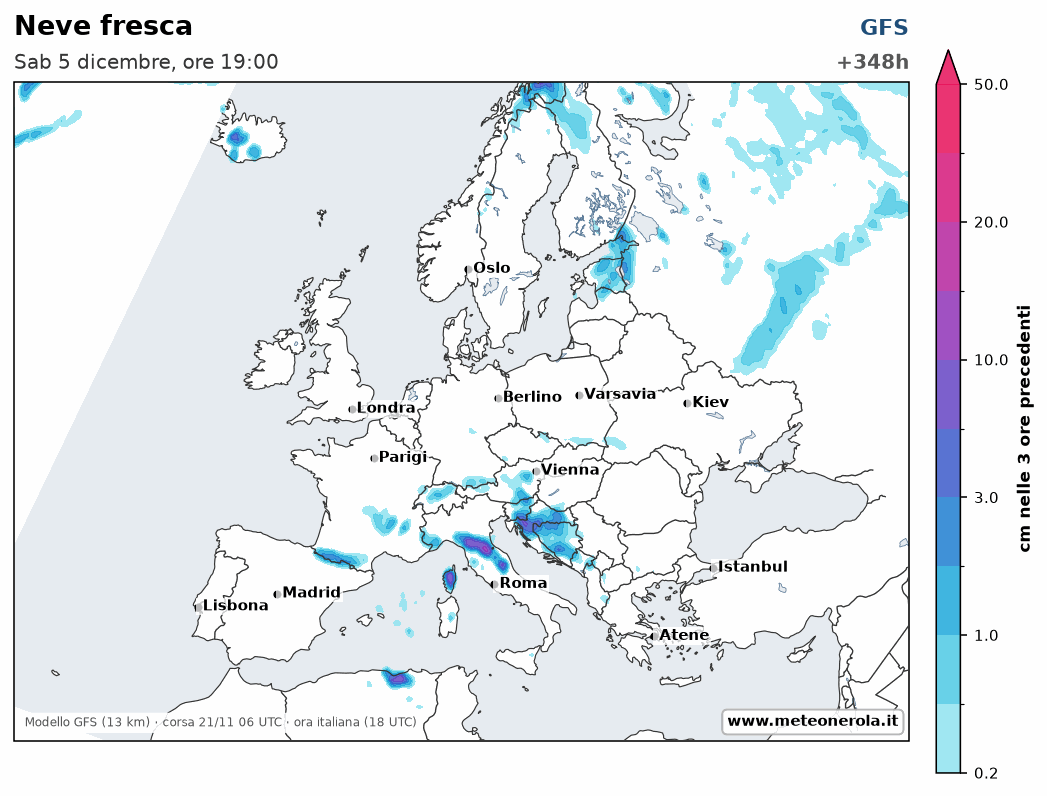 Neve fresca
GFS
Sab 5 dicembre, ore 19:00
+348h
50.0
20.0
10.0
3.0
1.0
0.2
cm nelle 3 ore precedenti
Oslo
Londra
Berlino
Varsavia
Kiev
Parigi
Vienna
Istanbul
Roma
Madrid
Lisbona
Atene
Modello GFS (13 km) · corsa 21/11 06 UTC · ora italiana (18 UTC)
www.meteonerola.it